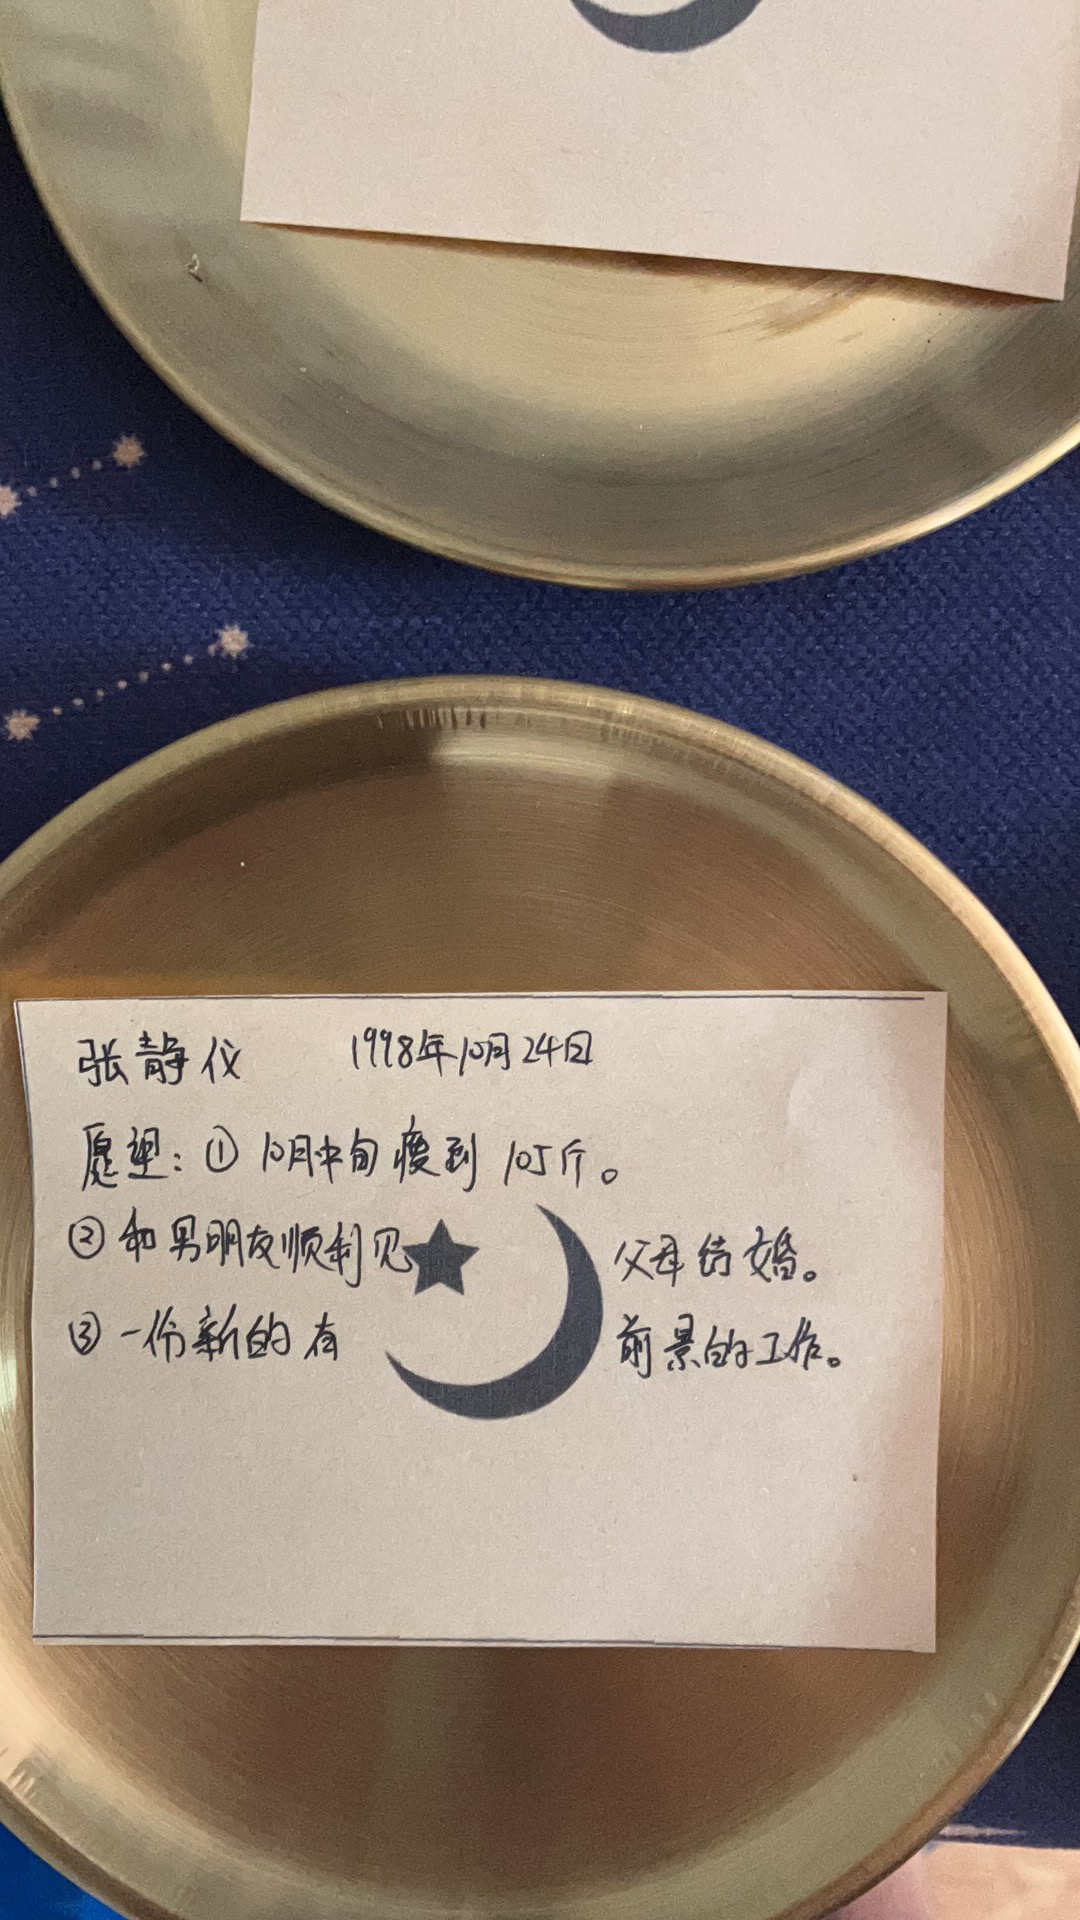 张静仪 1998年10月24日
愿望：① 10月中旬瘦到 105斤。
② 和男朋友顺利见父母结婚。
③ 一份新的有前景的工作。